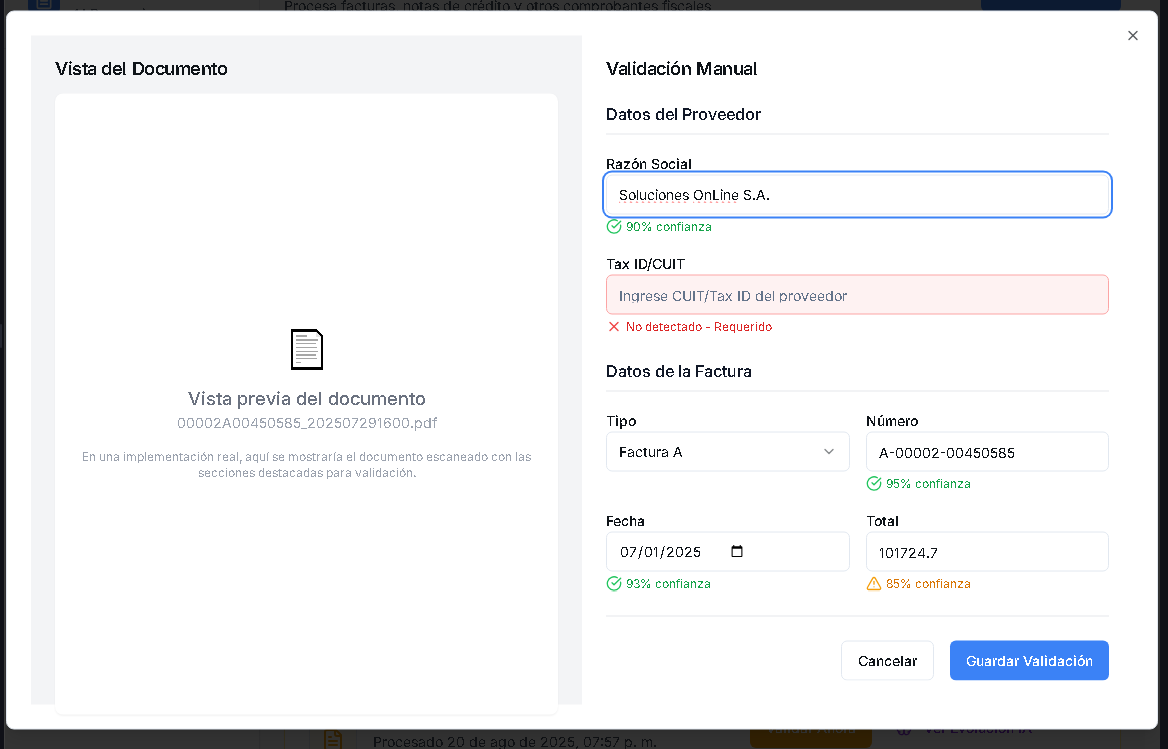 Procesa facturas, notas de crédito y otros comprobantes fiscales
Vista del Documento
Vista previa del documento
00002A00450585_202507291600.pdf
En una implementación real, aquí se mostraría el documento escaneado con las
secciones destacadas para validación.
Validación Manual
Datos del Proveedor
Razón Social
Soluciones OnLine S.A.
90% confianza
Tax ID/CUIT
Ingrese CUIT/Tax ID del proveedor
No detectado - Requerido
Datos de la Factura
Tipo
Número
Factura A
A-00002-00450585
95% confianza
Fecha
Total
07/01/2025
101724.7
93% confianza
85% confianza
Cancelar
Guardar Validación
Procesado 20 de ago de 2025, 07:57 p. m.